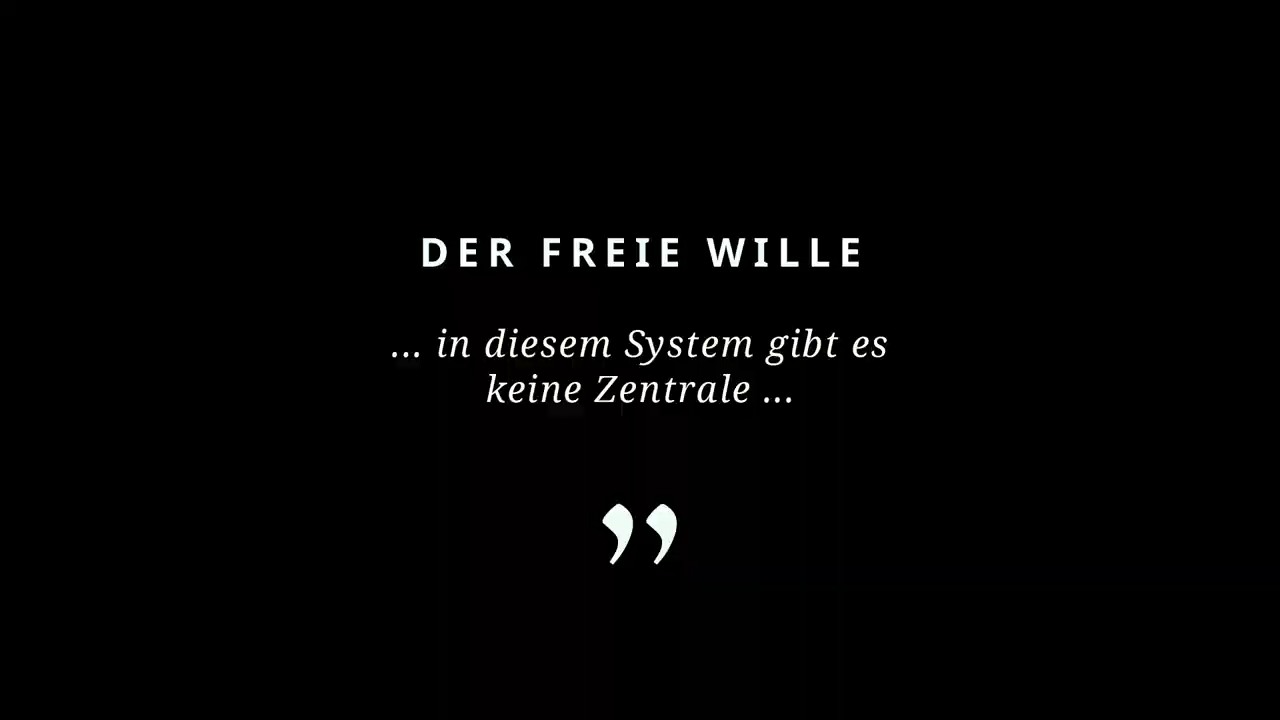 DER FREIE WILLE
... in diesem System gibt es
keine Zentrale ...
”